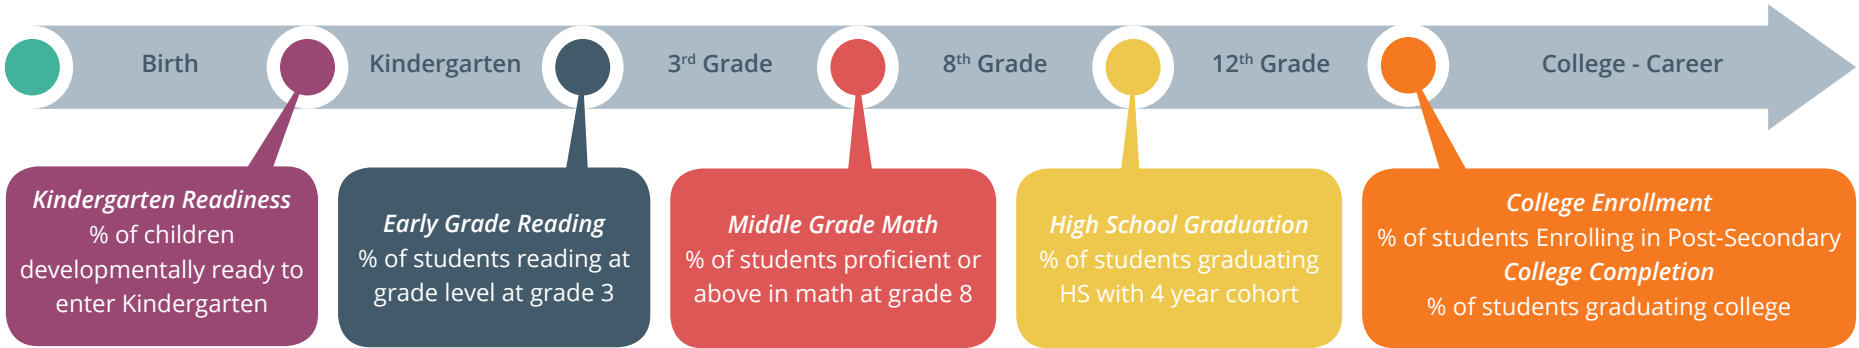 Birth
Kindergarten
3rd Grade
8th Grade
12th Grade
College - Career
Kindergarten Readiness
% of children
developmentally ready to
enter Kindergarten
Early Grade Reading
% of students reading at
grade level at grade 3
Middle Grade Math
% of students proficient or
above in math at grade 8
High School Graduation
% of students graduating
HS with 4 year cohort
College Enrollment
% of students Enrolling in Post-Secondary
College Completion
% of students graduating college